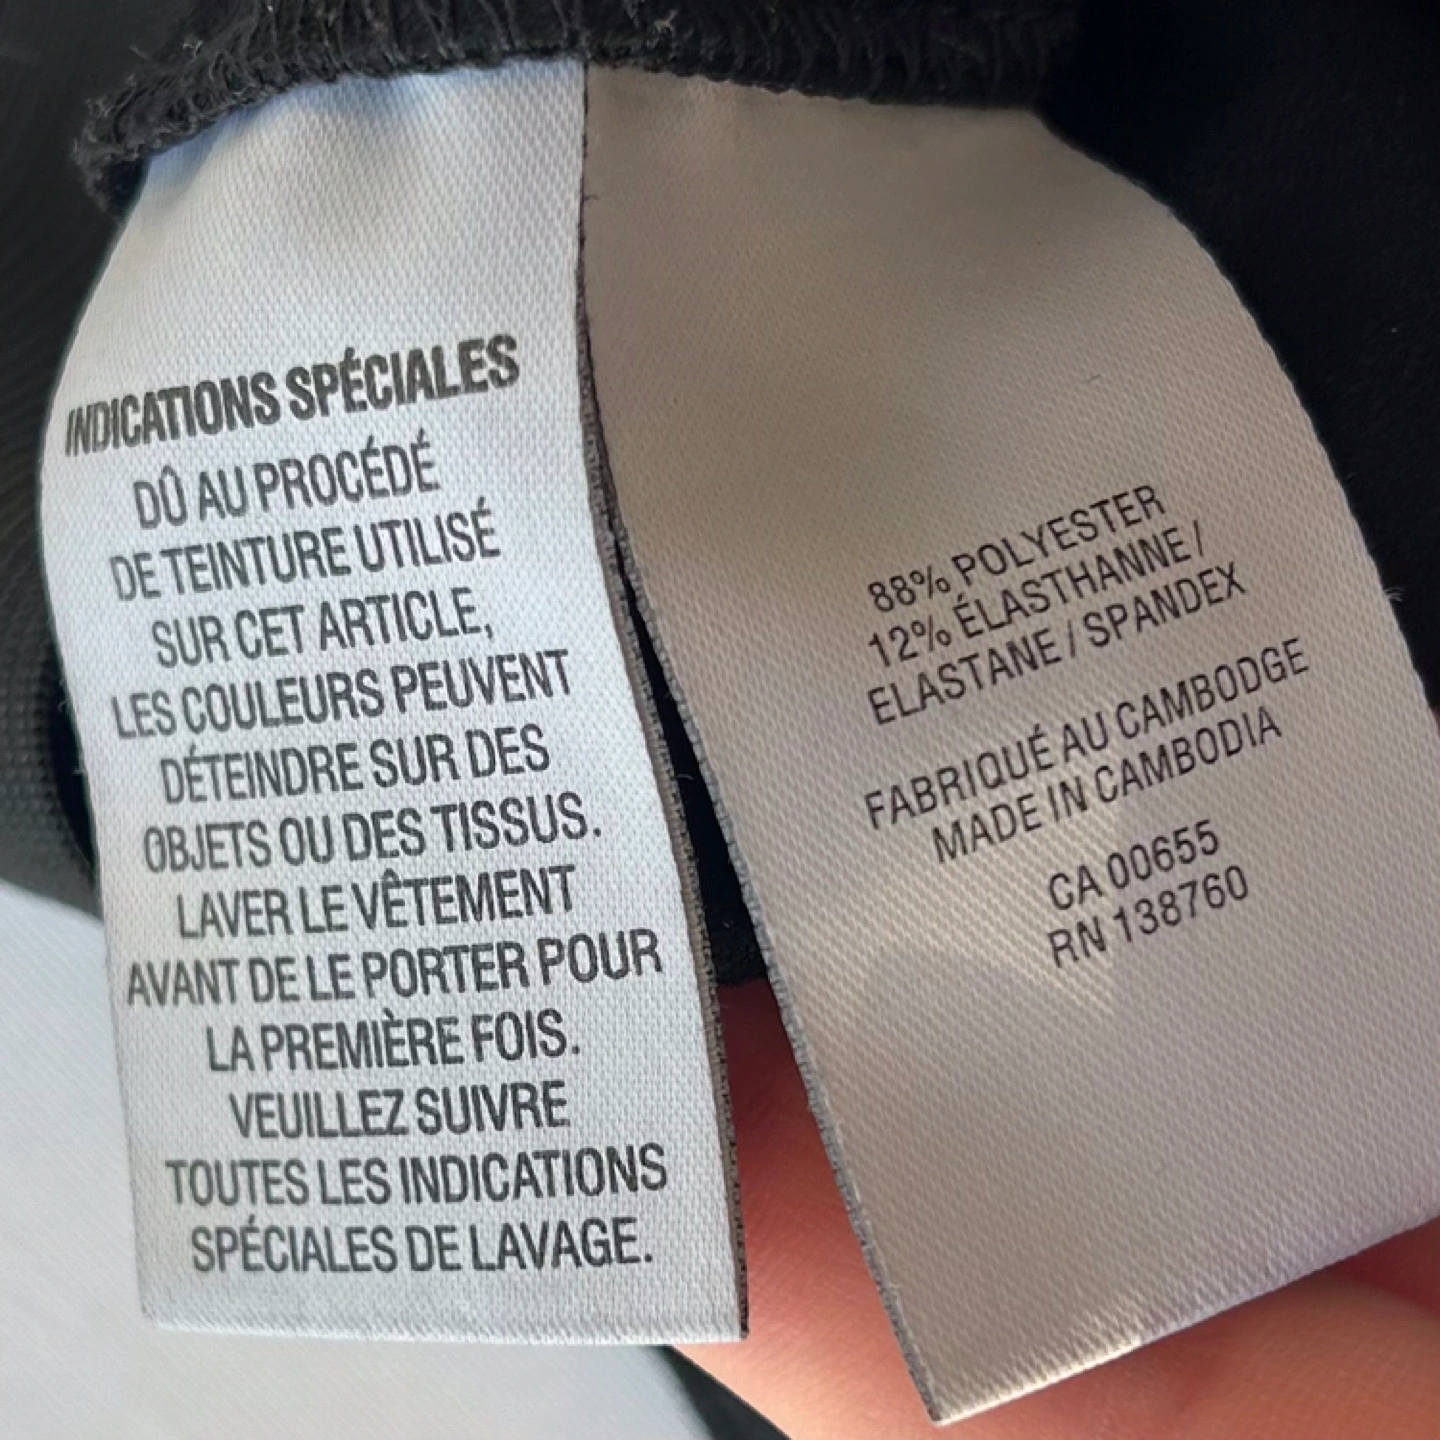 INDICATIONS SPÉCIALES
DÛ AU PROCÉDÉ
DE TEINTURE UTILISÉ
SUR CET ARTICLE,
LES COULEURS PEUVENT
DÉTEINDRE SUR DES
OBJETS OU DES TISSUS.
LAVER LE VÊTEMENT
AVANT DE LE PORTER POUR
LA PREMIÈRE FOIS.
VEUILLEZ SUIVRE
TOUTES LES INDICATIONS
SPÉCIALES DE LAVAGE.
88% POLYESTER
12% ÉLASTHANNE /
ELASTANE / SPANDEX
FABRIQUÉ AU CAMBODGE
MADE IN CAMBODIA
CA 00655
RN 138760